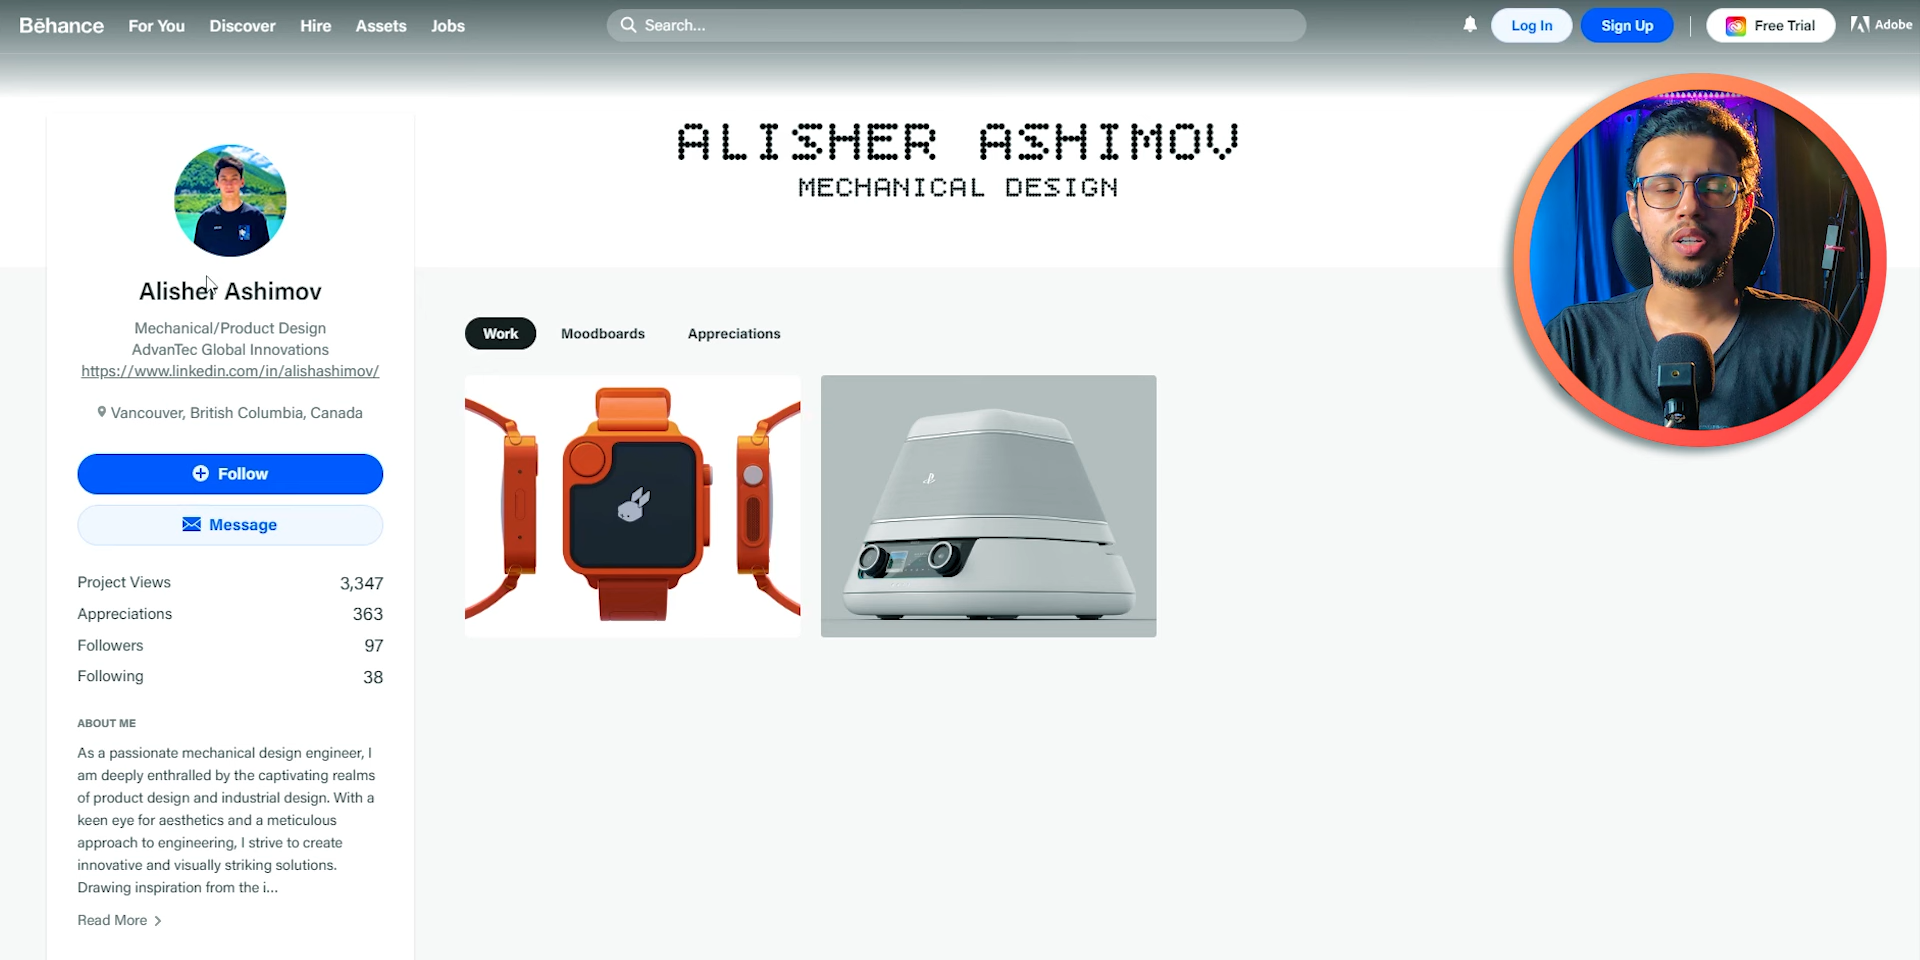 Bēhance
For You
Discover
Hire
Assets
Jobs
Search...
Log In
Sign Up
Free Trial
Adobe
ALISHER ASHIMOV
MECHANICAL DESIGN
Alisher Ashimov
Mechanical/Product Design
AdvanTec Global Innovations
https://www.linkedin.com/in/alishashimov/
Vancouver, British Columbia, Canada
Follow
Message
Project Views 3,347
Appreciations 363
Followers 97
Following 38
ABOUT ME
As a passionate mechanical design engineer, I
am deeply enthralled by the captivating realms
of product design and industrial design. With a
keen eye for aesthetics and a meticulous
approach to engineering, I strive to create
innovative and visually striking solutions.
Drawing inspiration from the i...
Read More
Work
Moodboards
Appreciations